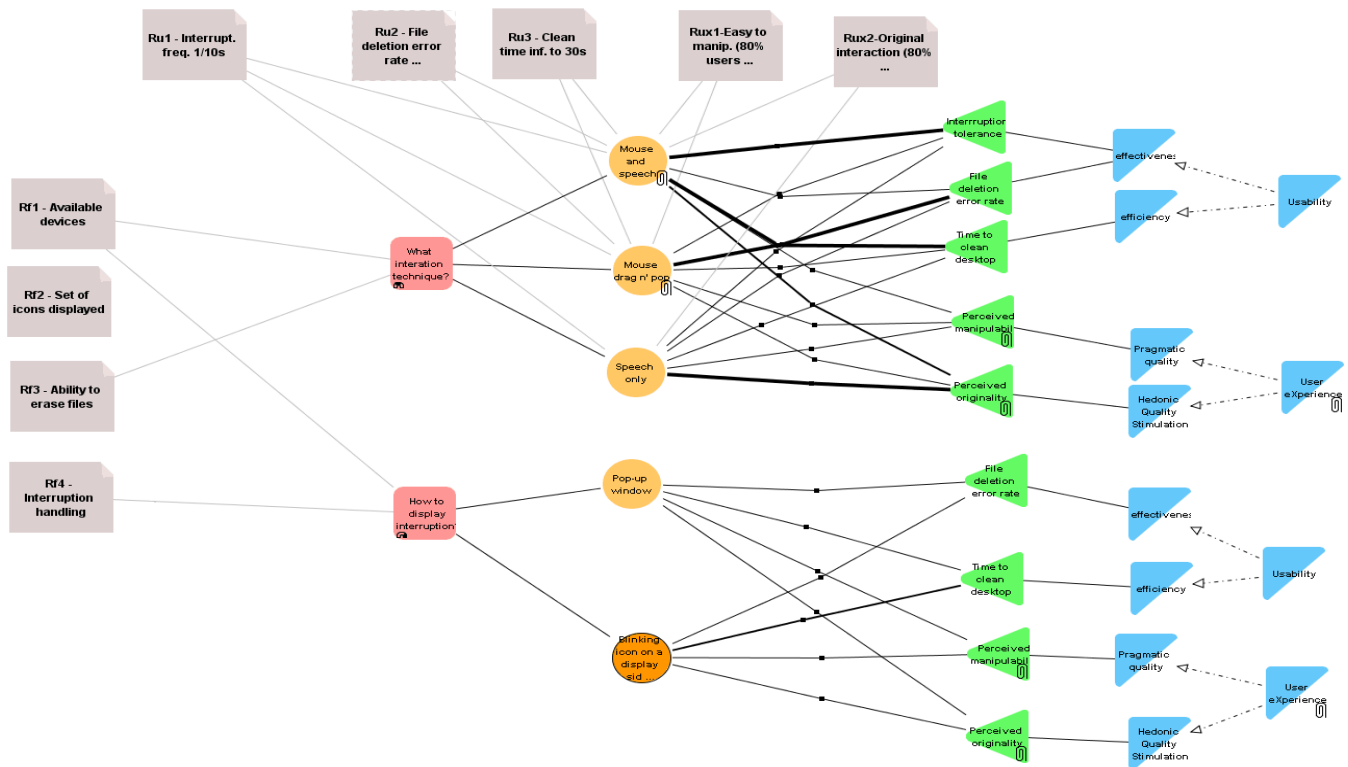 Ru1 - Interrupt.
freq. 1/10s
Ru2 - File
deletion error
rate ...
Ru3 - Clean
time inf. to 30s
Rux1-Easy to
manip. (80%
users ...
Rux2-Original
interaction (80%
...
Rf1 - Available
devices
Rf2 - Set of
icons displayed
Rf3 - Ability to
erase files
Rf4 -
Interruption
handling
What
interation
technique?
How to
display
interruption
Mouse
and
speech
Mouse
drag n' pop
Speech
only
Pop-up
window
Blinking
icon on a
display
sid ...
Interrruption
tolerance
File
deletion
error rate
Time to
clean
desktop
Perceived
manipulabil
Perceived
originality
File
deletion
error rate
Time to
clean
desktop
Perceived
manipulabil
Perceived
originality
effectivenes
efficiency
Usability
Pragmatic
quality
Hedonic
Quality
Stimulation
User
eXperience
effectivenes
efficiency
Usability
Pragmatic
quality
Hedonic
Quality
Stimulation
User
eXperience